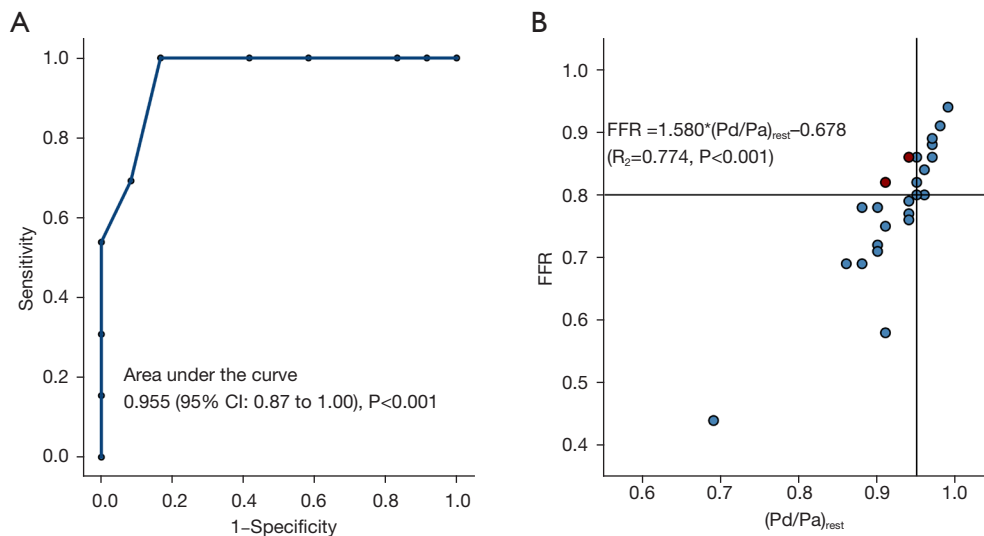 A
1.0
0.8
0.6
0.4
0.2
0.0
Sensitivity
Area under the curve
0.955 (95% CI: 0.87 to 1.00), P<0.001
0.0 0.2 0.4 0.6 0.8 1.0
1–Specificity
B
1.0
0.9
0.8
0.7
0.6
0.5
0.4
FFR
FFR =1.580*(Pd/Pa)rest–0.678
(R2=0.774, P<0.001)
0.6 0.7 0.8 0.9 1.0
(Pd/Pa)rest